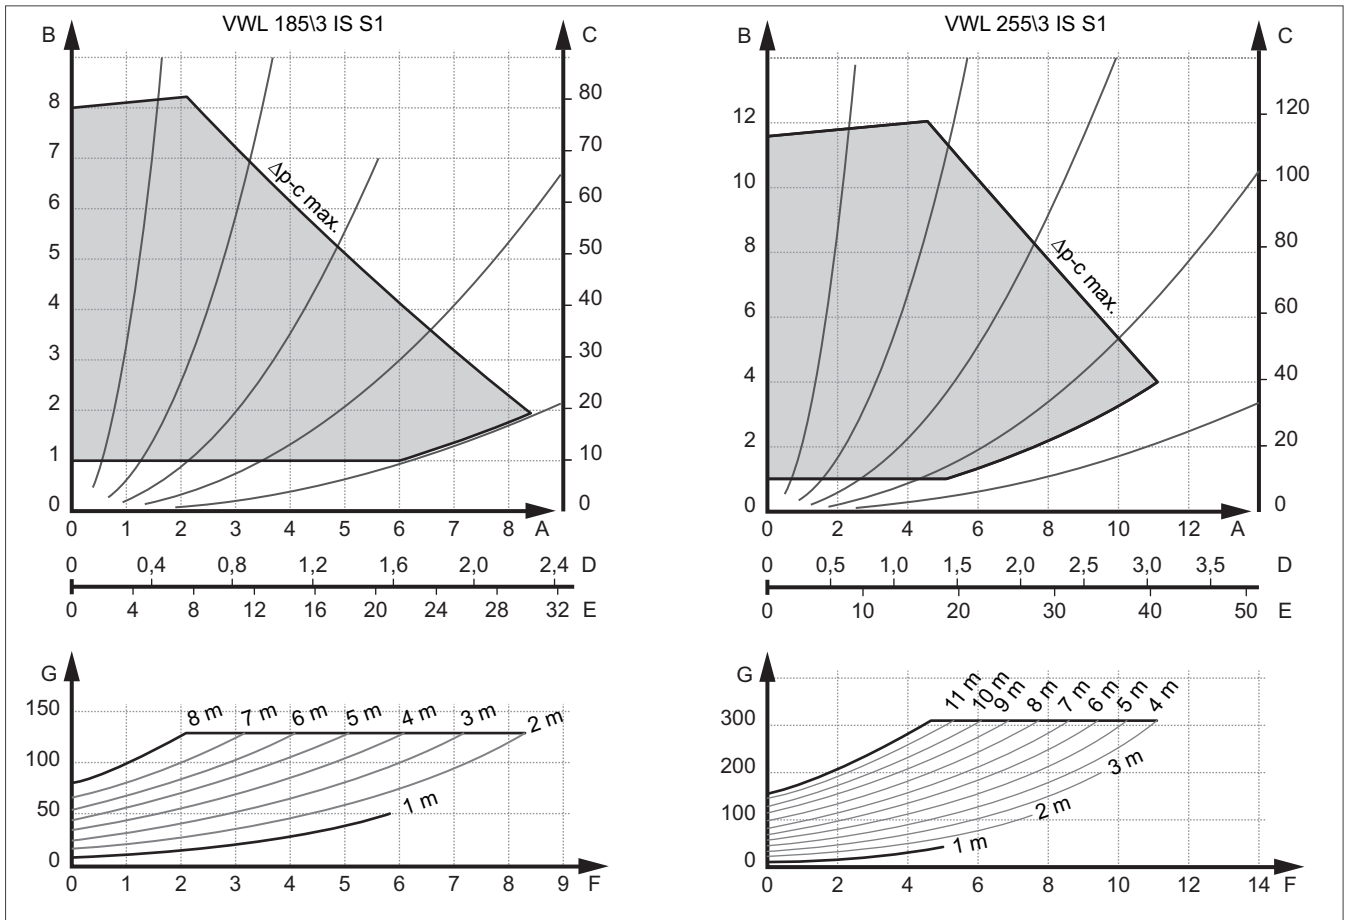 VWL 185\3 IS S1
B
C
8
7
6
5
4
3
2
1
0
80
70
60
50
40
30
20
10
0
Δp-c max.
0 1 2 3 4 5 6 7 8 A
0 0,4 0,8 1,2 1,6 2,0 2,4 D
0 4 8 12 16 20 24 28 32 E
G
150
100
50
0
8 m 7 m 6 m 5 m 4 m 3 m 2 m
1 m
0 1 2 3 4 5 6 7 8 9 F
VWL 255\3 IS S1
B
C
12
10
8
6
4
2
0
120
100
80
60
40
20
0
Δp-c max.
0 2 4 6 8 10 12 A
0 0,5 1,0 1,5 2,0 2,5 3,0 3,5 D
0 10 20 30 40 50 E
G
300
200
100
0
11 m 10 m 9 m 8 m 7 m 6 m 5 m 4 m
3 m
2 m
1 m
0 2 4 6 8 10 12 14 F